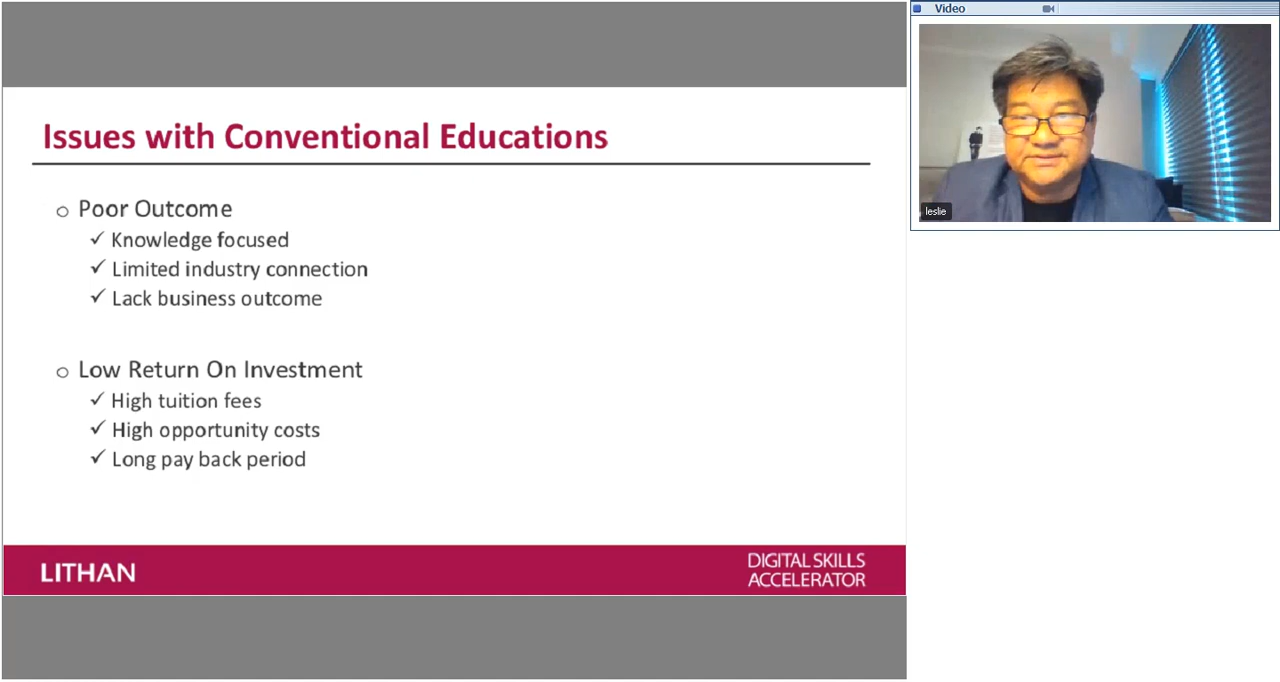 Issues with Conventional Educations
Poor Outcome
Knowledge focused
Limited industry connection
Lack business outcome
Low Return On Investment
High tuition fees
High opportunity costs
Long pay back period
LITHAN
DIGITAL SKILLS
ACCELERATOR
Video
leslie